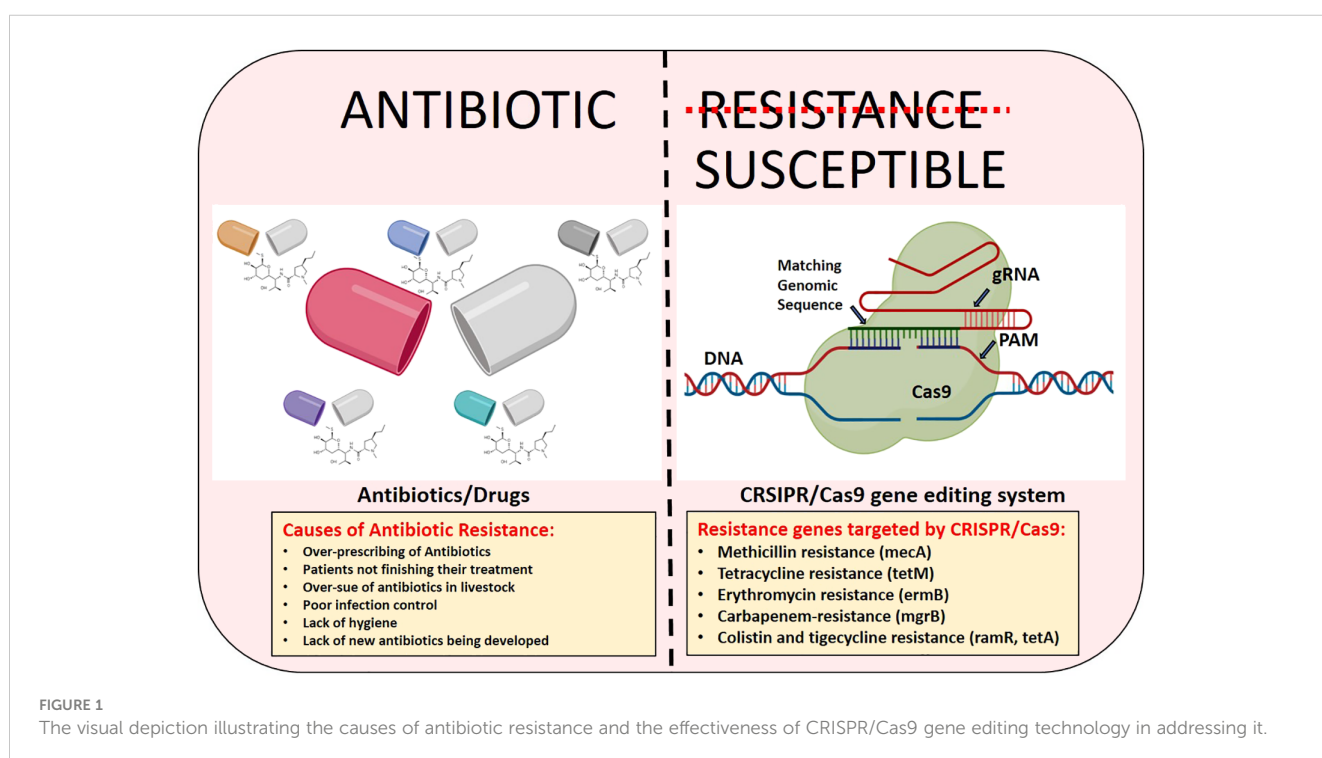 ANTIBIOTIC
RESISTANCE
SUSCEPTIBLE
Matching
Genomic
Sequence
gRNA
PAM
DNA
Cas9
Antibiotics/Drugs
Causes of Antibiotic Resistance:
• Over-prescribing of Antibiotics
• Patients not finishing their treatment
• Over-sue of antibiotics in livestock
• Poor infection control
• Lack of hygiene
• Lack of new antibiotics being developed
CRSIPR/Cas9 gene editing system
Resistance genes targeted by CRISPR/Cas9:
• Methicillin resistance (mecA)
• Tetracycline resistance (tetM)
• Erythromycin resistance (ermB)
• Carbapenem-resistance (mgrB)
• Colistin and tigecycline resistance (ramR, tetA)
FIGURE 1
The visual depiction illustrating the causes of antibiotic resistance and the effectiveness of CRISPR/Cas9 gene editing technology in addressing it.